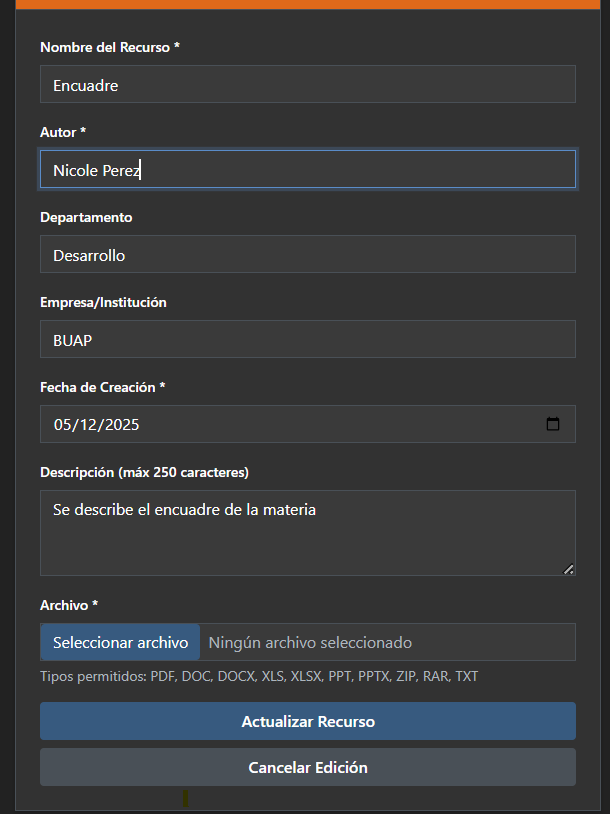 Nombre del Recurso *
Encuadre
Autor *
Nicole Perez
Departamento
Desarrollo
Empresa/Institución
BUAP
Fecha de Creación *
05/12/2025
Descripción (máx 250 caracteres)
Se describe el encuadre de la materia
Archivo *
Seleccionar archivo Ningún archivo seleccionado
Tipos permitidos: PDF, DOC, DOCX, XLS, XLSX, PPT, PPTX, ZIP, RAR, TXT
Actualizar Recurso
Cancelar Edición